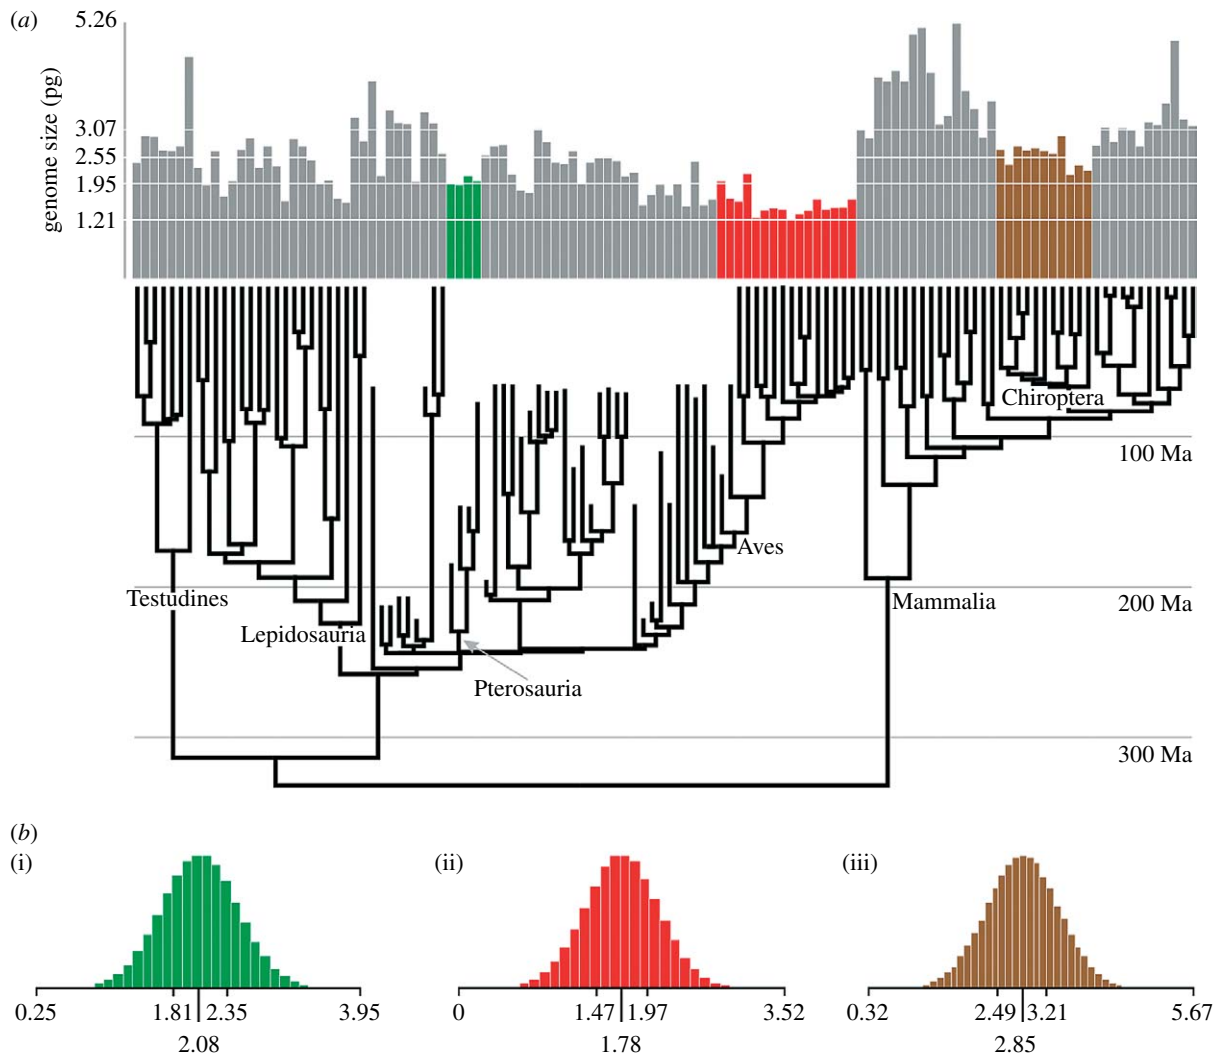 (a)
5.26
3.07
2.55
1.95
1.21
genome size (pg)
Chiroptera
100 Ma
Aves
Testudines
Mammalia
200 Ma
Lepidosauria
Pterosauria
300 Ma
(b)
(i)
(ii)
(iii)
0.25 1.81 2.35 3.95
2.08
0 1.47 1.97 3.52
1.78
0.32 2.49 3.21 5.67
2.85